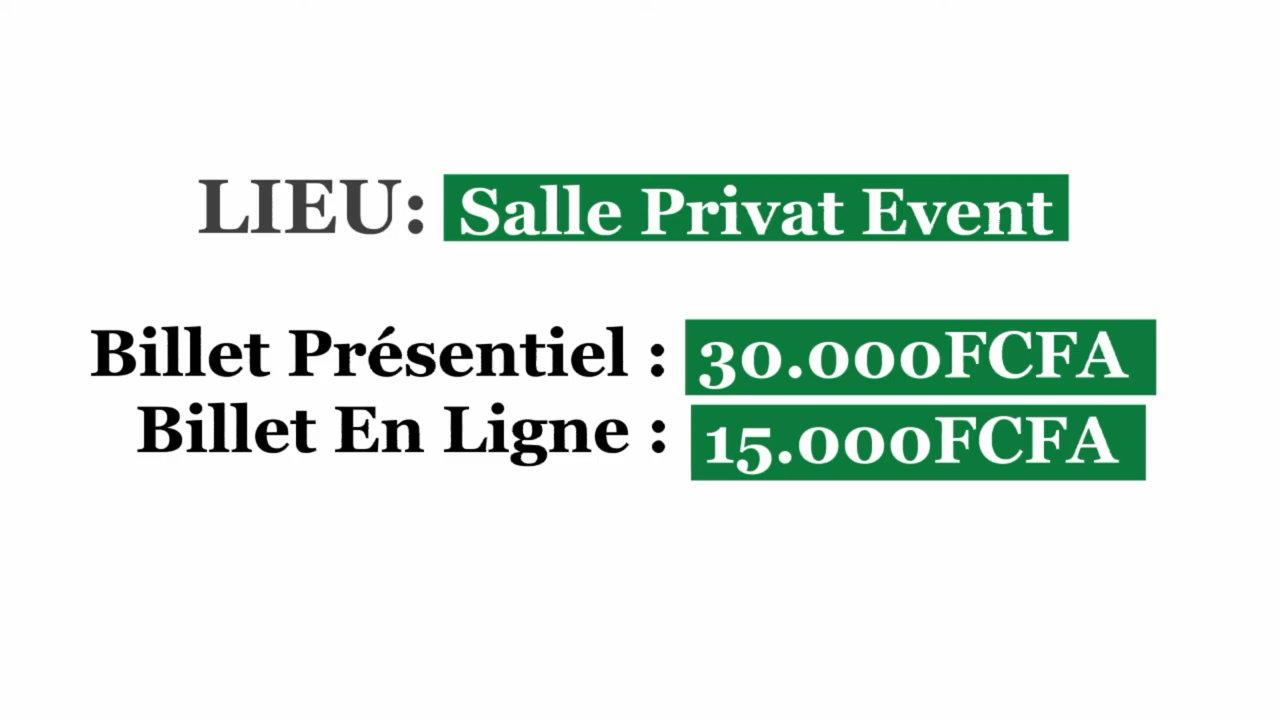 LIEU: Salle Privat Event
Billet Présentiel : 30.000FCFA
Billet En Ligne : 15.000FCFA